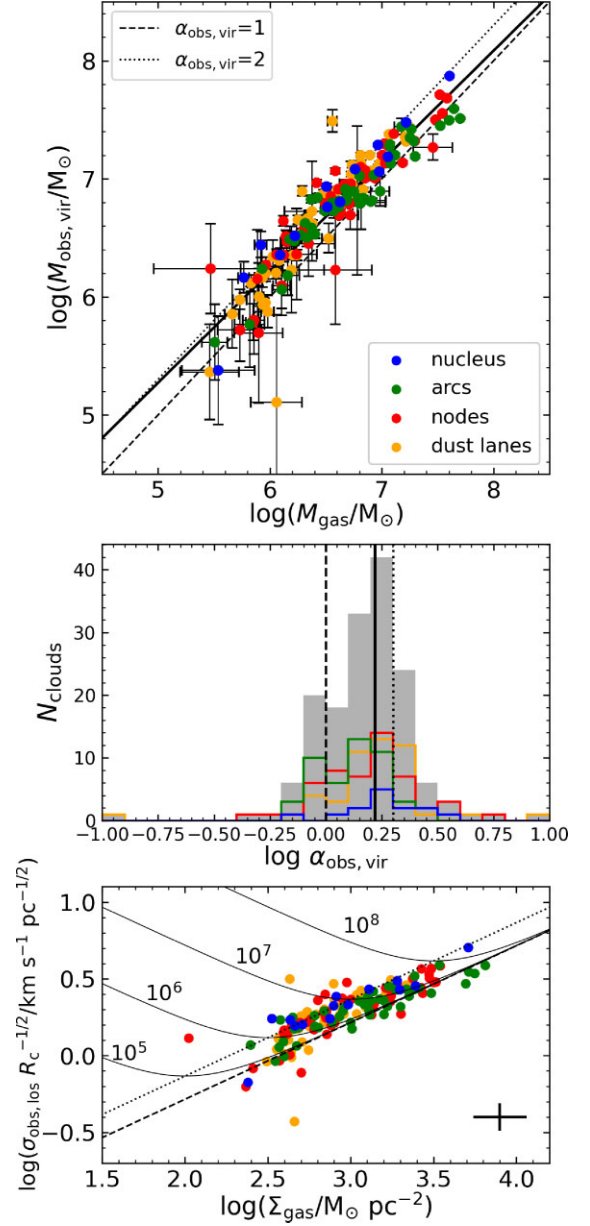 α_obs,vir=1
α_obs,vir=2
8
7
6
5
log(M_obs,vir/M_⊙)
nucleus
arcs
nodes
dust lanes
5 6 7 8
log(M_gas/M_⊙)
40
30
20
10
0
N_clouds
−1.00 −0.75 −0.50 −0.25 0.00 0.25 0.50 0.75 1.00
log α_obs,vir
1.0
0.5
0.0
−0.5
log(σ_obs,los R_c^−1/2/km s^−1 pc^−1/2)
10^8
10^7
10^6
10^5
1.5 2.0 2.5 3.0 3.5 4.0
log(Σ_gas/M_⊙ pc^−2)